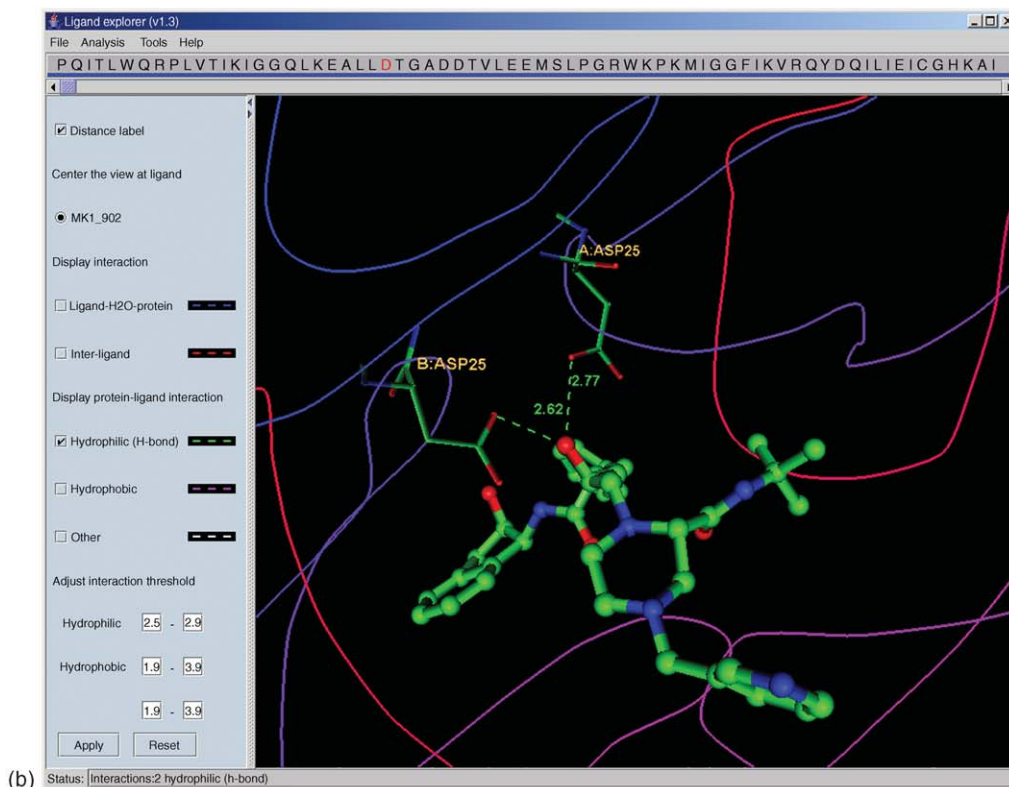 Ligand explorer (v1.3)
File Analysis Tools Help
P Q I T L W Q R P L V T I K I G G Q L K E A L L D T G A D D T V L E E M S L P G R W K P K M I G G F I K V R Q Y D Q I L I E I C G H K A I
Distance label
Center the view at ligand
MK1_902
Display interaction
Ligand-H2O-protein
Inter-ligand
Display protein-ligand interaction
Hydrophilic (H-bond)
Hydrophobic
Other
Adjust interaction threshold
Hydrophilic 2.5 - 2.9
Hydrophobic 1.9 - 3.9
1.9 - 3.9
Apply Reset
A:ASP25
B:ASP25
2.77
2.62
(b) Status: Interactions:2 hydrophilic (h-bond)